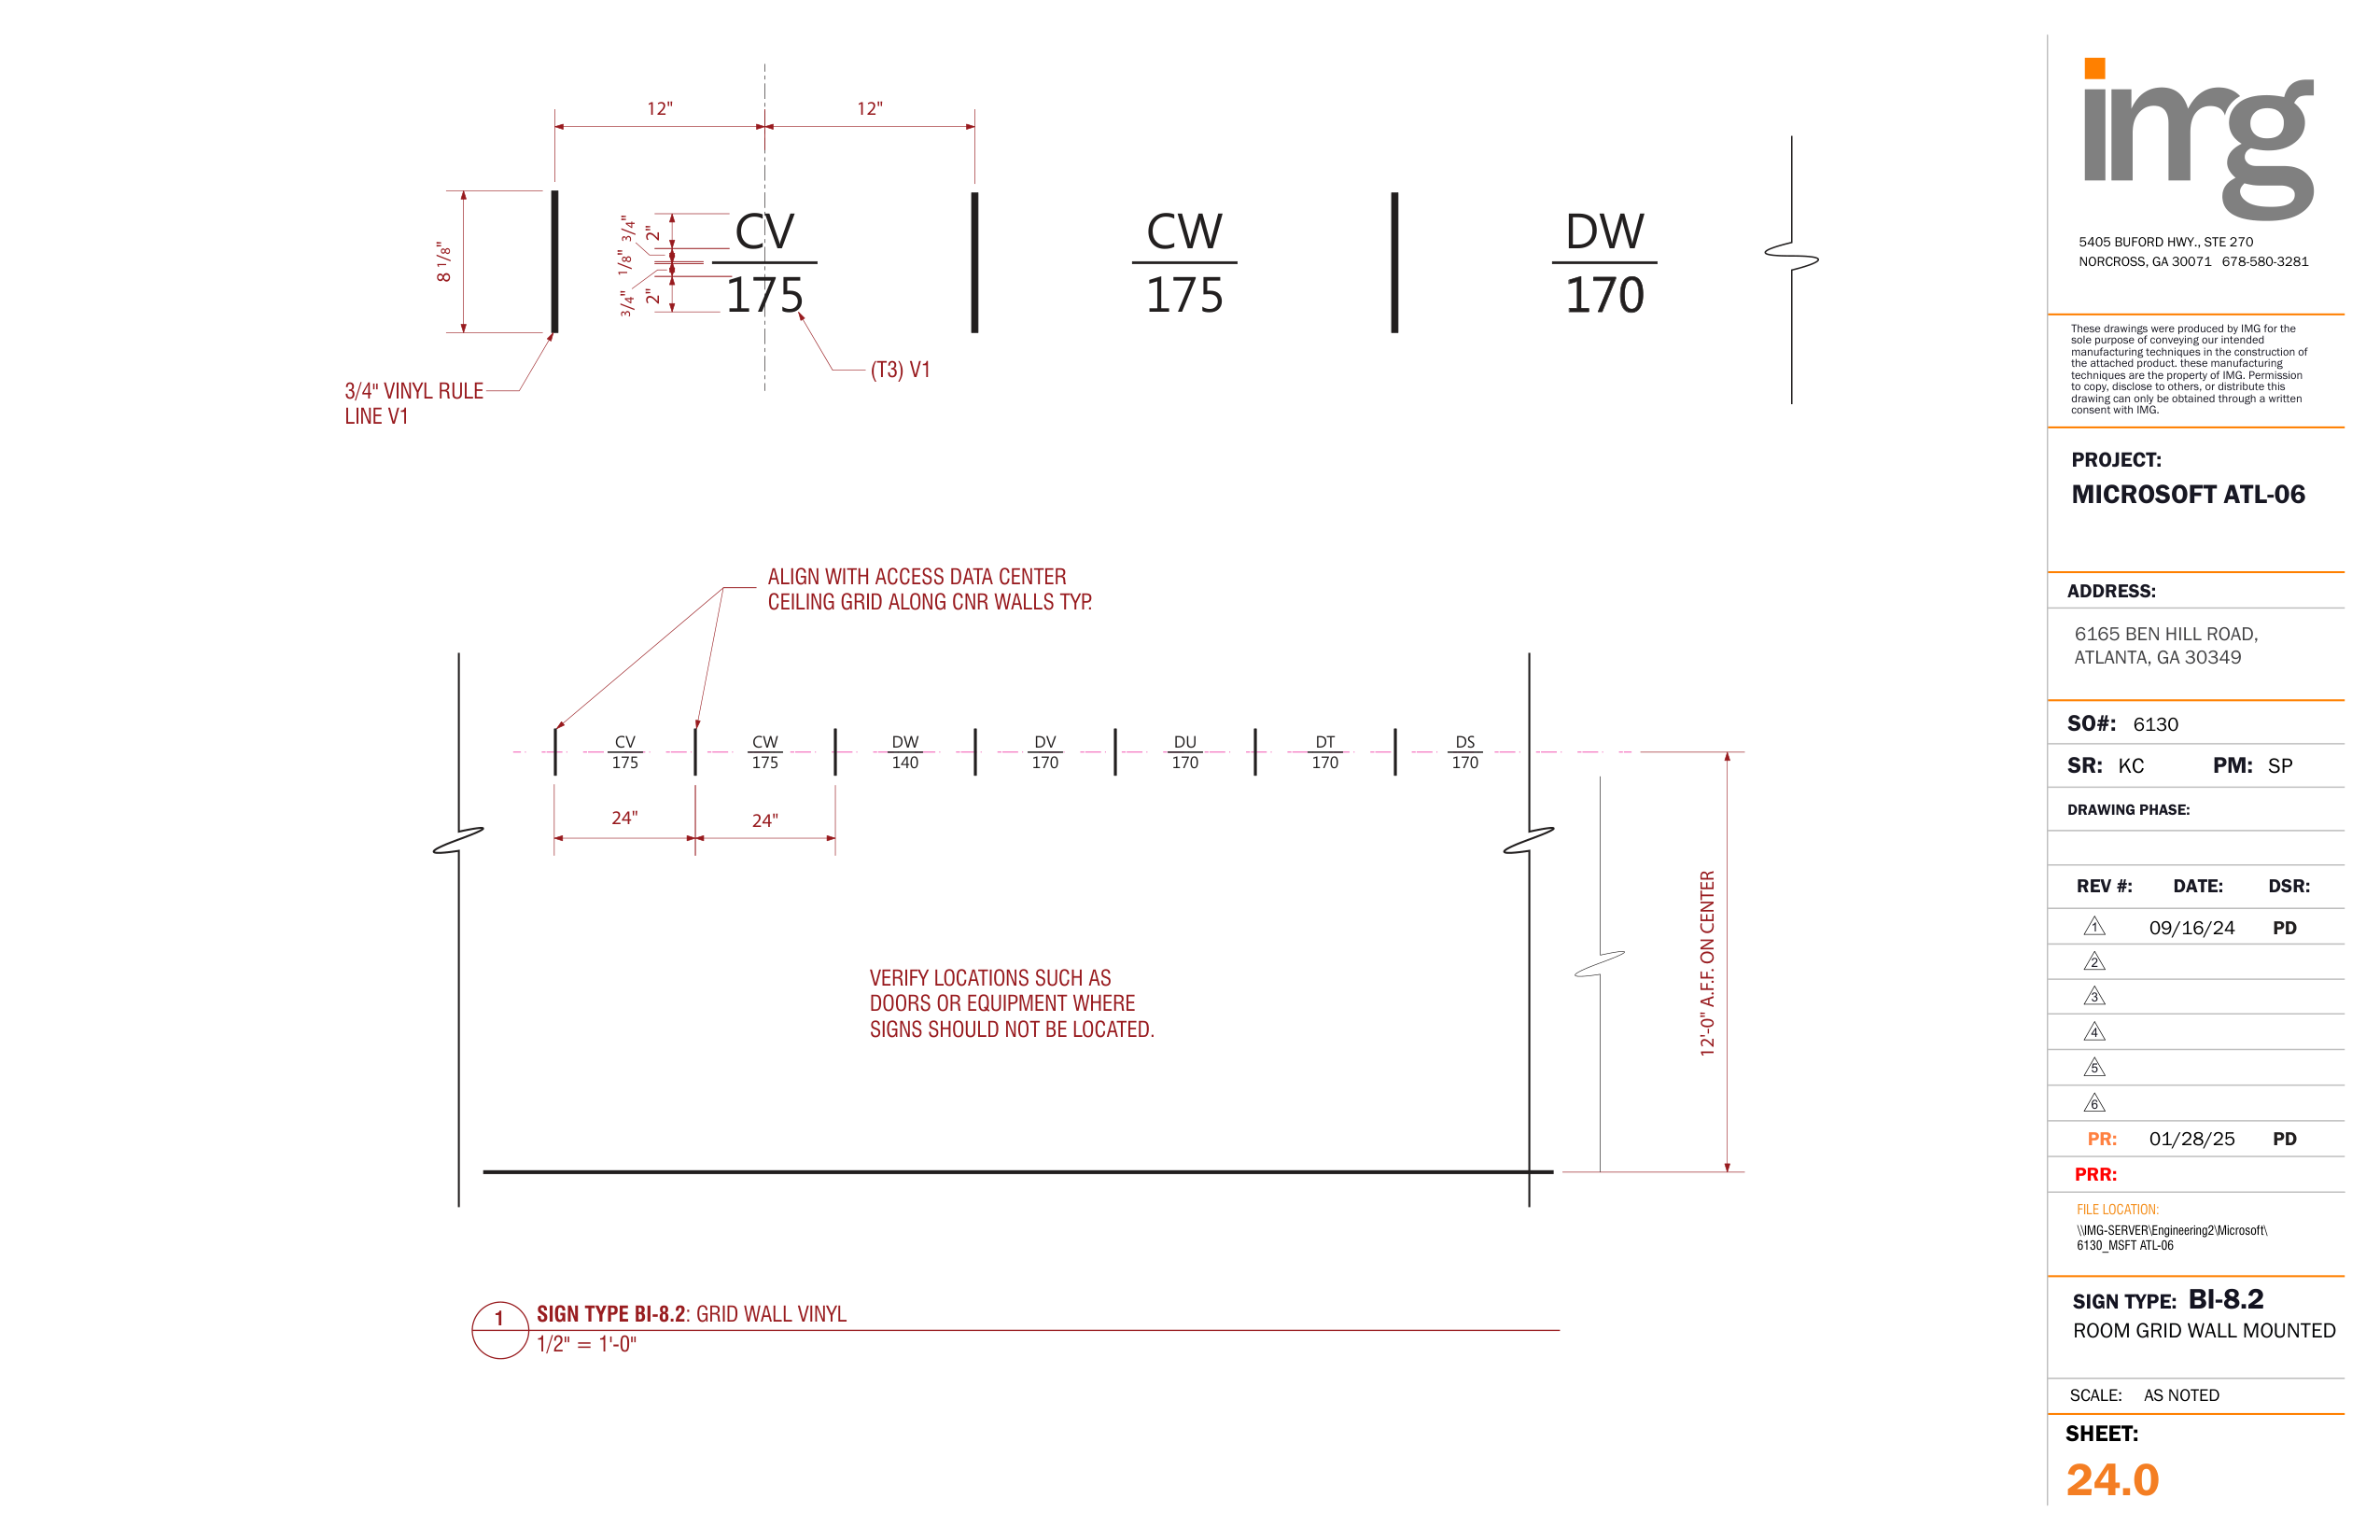 12" 12"
8 1/8"
3/4" 2"
1/8"
3/4" 2"
CV
175
CW
175
DW
170
(T3) V1
3/4" VINYL RULE
LINE V1
ALIGN WITH ACCESS DATA CENTER
CEILING GRID ALONG CNR WALLS TYP.
CV CW DW DV DU DT DS
175 175 140 170 170 170 170
24" 24"
12'-0" A.F.F. ON CENTER
VERIFY LOCATIONS SUCH AS
DOORS OR EQUIPMENT WHERE
SIGNS SHOULD NOT BE LOCATED.
1
SIGN TYPE BI-8.2: GRID WALL VINYL
1/2" = 1'-0"
img
5405 BUFORD HWY., STE 270
NORCROSS, GA 30071 678-580-3281
These drawings were produced by IMG for the
sole purpose of conveying our intended
manufacturing techniques in the construction of
the attached product. these manufacturing
techniques are the property of IMG. Permission
to copy, disclose to others, or distribute this
drawing can only be obtained through a written
consent with IMG.
PROJECT:
MICROSOFT ATL-06
ADDRESS:
6165 BEN HILL ROAD,
ATLANTA, GA 30349
SO#: 6130
SR: KC PM: SP
DRAWING PHASE:
REV #: DATE: DSR:
1 09/16/24 PD
2
3
4
5
6
PR: 01/28/25 PD
PRR:
FILE LOCATION:
\\IMG-SERVER\Engineering2\Microsoft\
6130_MSFT ATL-06
SIGN TYPE: BI-8.2
ROOM GRID WALL MOUNTED
SCALE: AS NOTED
SHEET:
24.0